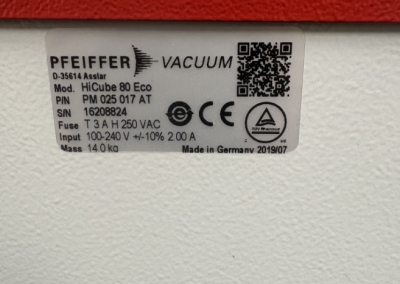 PFEIFFER VACUUM
D-35614 Asslar
Mod. HiCube 80 Eco
P/N PM 025 017 AT
S/N 16208824
Fuse T 3 A H 250 VAC
Input 100-240 V +/-10% 2.00 A
Mass 14.0 kg Made in Germany 2019/07
CE